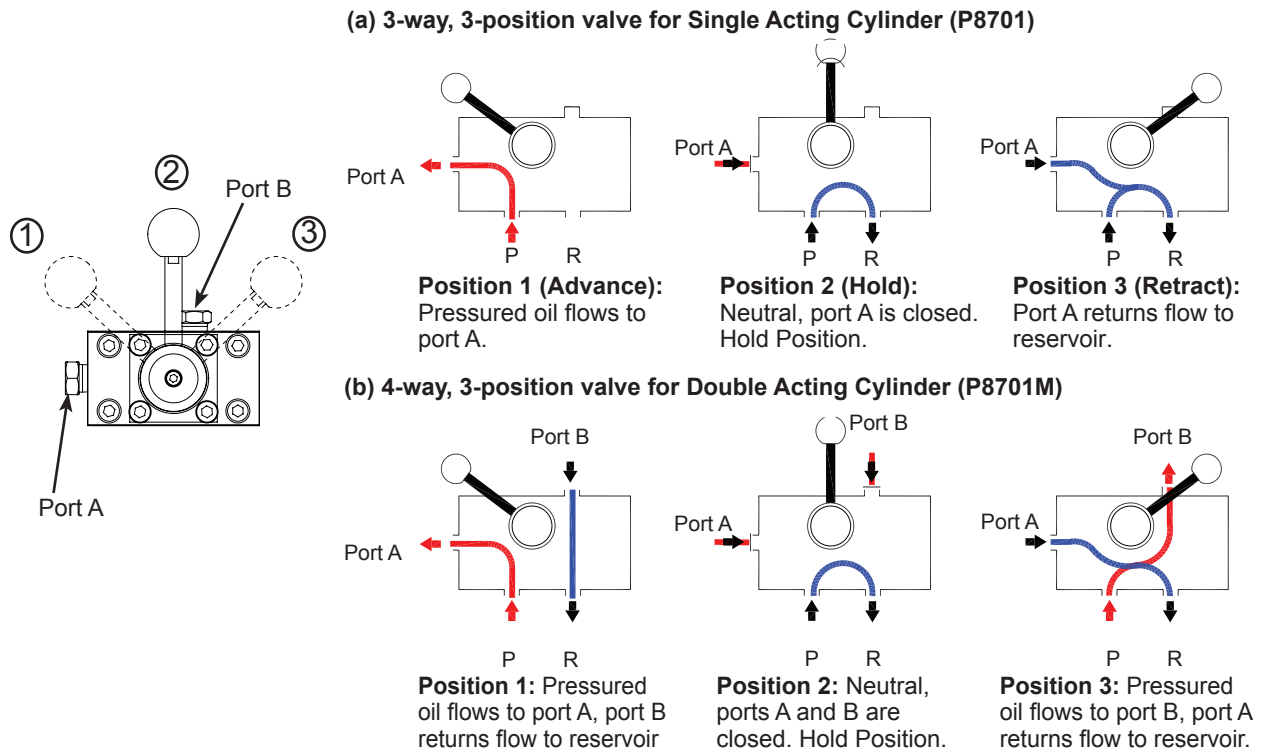 (a) 3-way, 3-position valve for Single Acting Cylinder (P8701)
Port A
P
R
Position 1 (Advance):
Pressured oil flows to
port A.
Port A
P
R
Position 2 (Hold):
Neutral, port A is closed.
Hold Position.
Port A
P
R
Position 3 (Retract):
Port A returns flow to
reservoir.
1
2
3
Port B
Port A
(b) 4-way, 3-position valve for Double Acting Cylinder (P8701M)
Port B
Port A
P
R
Position 1: Pressured
oil flows to port A, port B
returns flow to reservoir
Port B
Port A
P
R
Position 2: Neutral,
ports A and B are
closed. Hold Position.
Port B
Port A
P
R
Position 3: Pressured
oil flows to port B, port A
returns flow to reservoir.